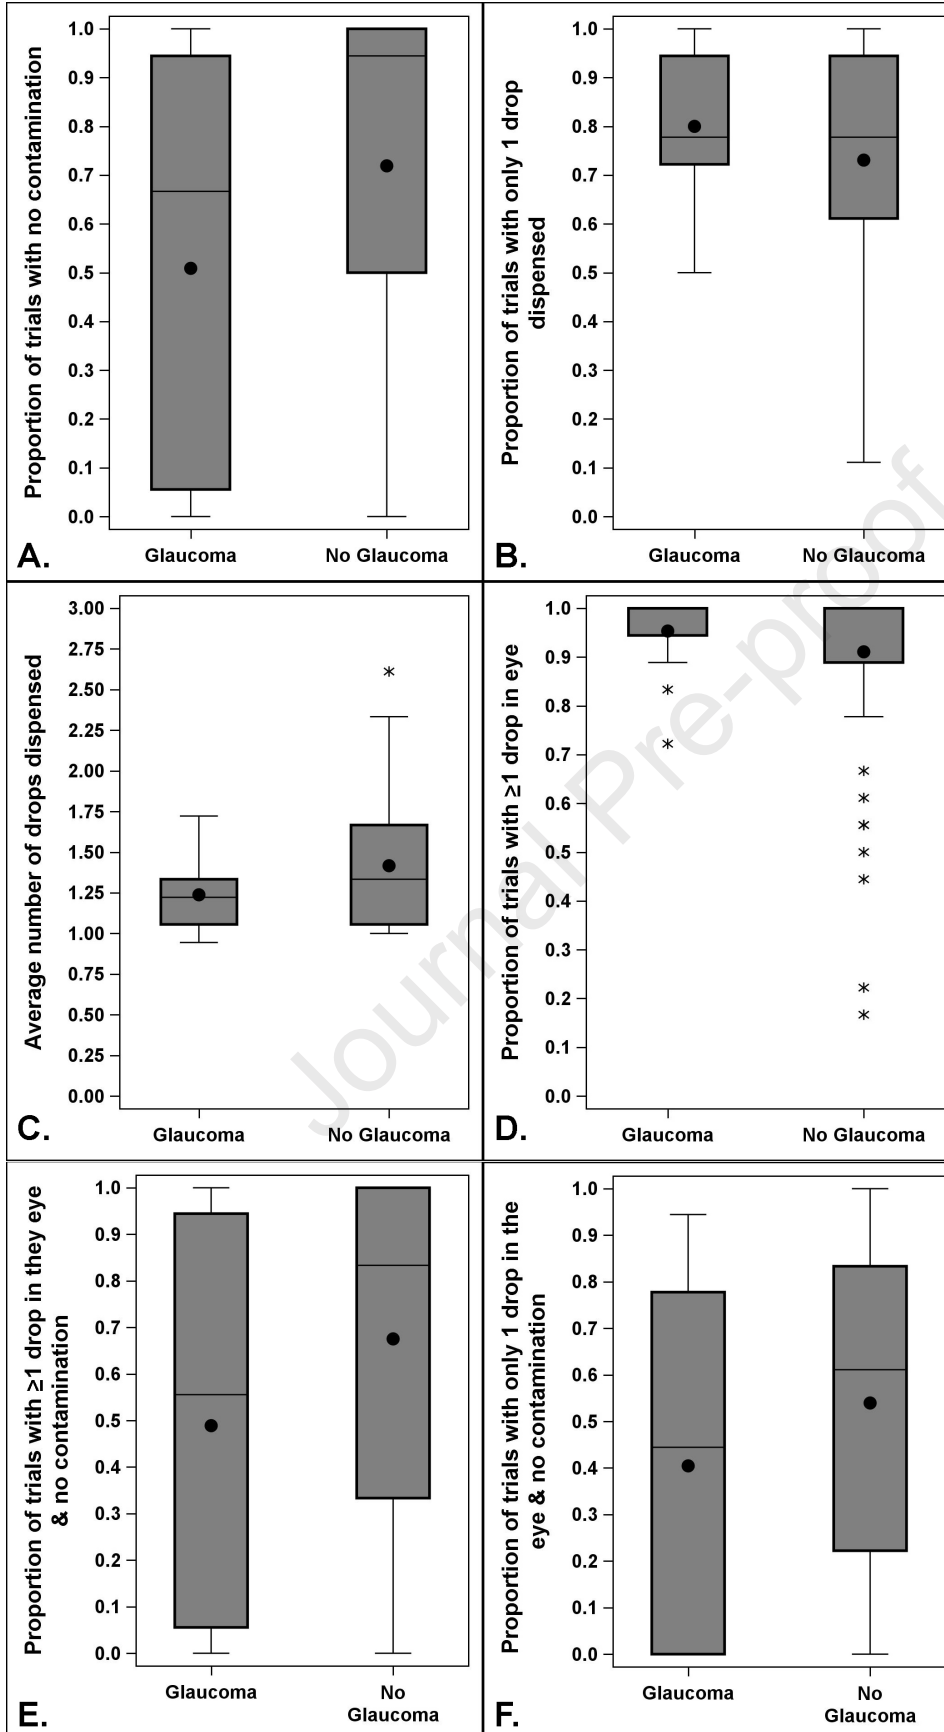 Proportion of trials with no contamination
1.0
0.9
0.8
0.7
0.6
0.5
0.4
0.3
0.2
0.1
0.0
Glaucoma
No Glaucoma
A.
Proportion of trials with only 1 drop
dispensed
1.0
0.9
0.8
0.7
0.6
0.5
0.4
0.3
0.2
0.1
0.0
Glaucoma
No Glaucoma
B.
Average number of drops dispensed
3.00
2.75
2.50
2.25
2.00
1.75
1.50
1.25
1.00
0.75
0.50
0.25
0.00
Glaucoma
No Glaucoma
C.
Proportion of trials with ≥1 drop in eye
1.0
0.9
0.8
0.7
0.6
0.5
0.4
0.3
0.2
0.1
0.0
Glaucoma
No Glaucoma
D.
Proportion of trials with ≥1 drop in they eye
& no contamination
1.0
0.9
0.8
0.7
0.6
0.5
0.4
0.3
0.2
0.1
0.0
Glaucoma
No
Glaucoma
E.
Proportion of trials with only 1 drop in the
eye & no contamination
1.0
0.9
0.8
0.7
0.6
0.5
0.4
0.3
0.2
0.1
0.0
Glaucoma
No
Glaucoma
F.
Journal Pre-proof